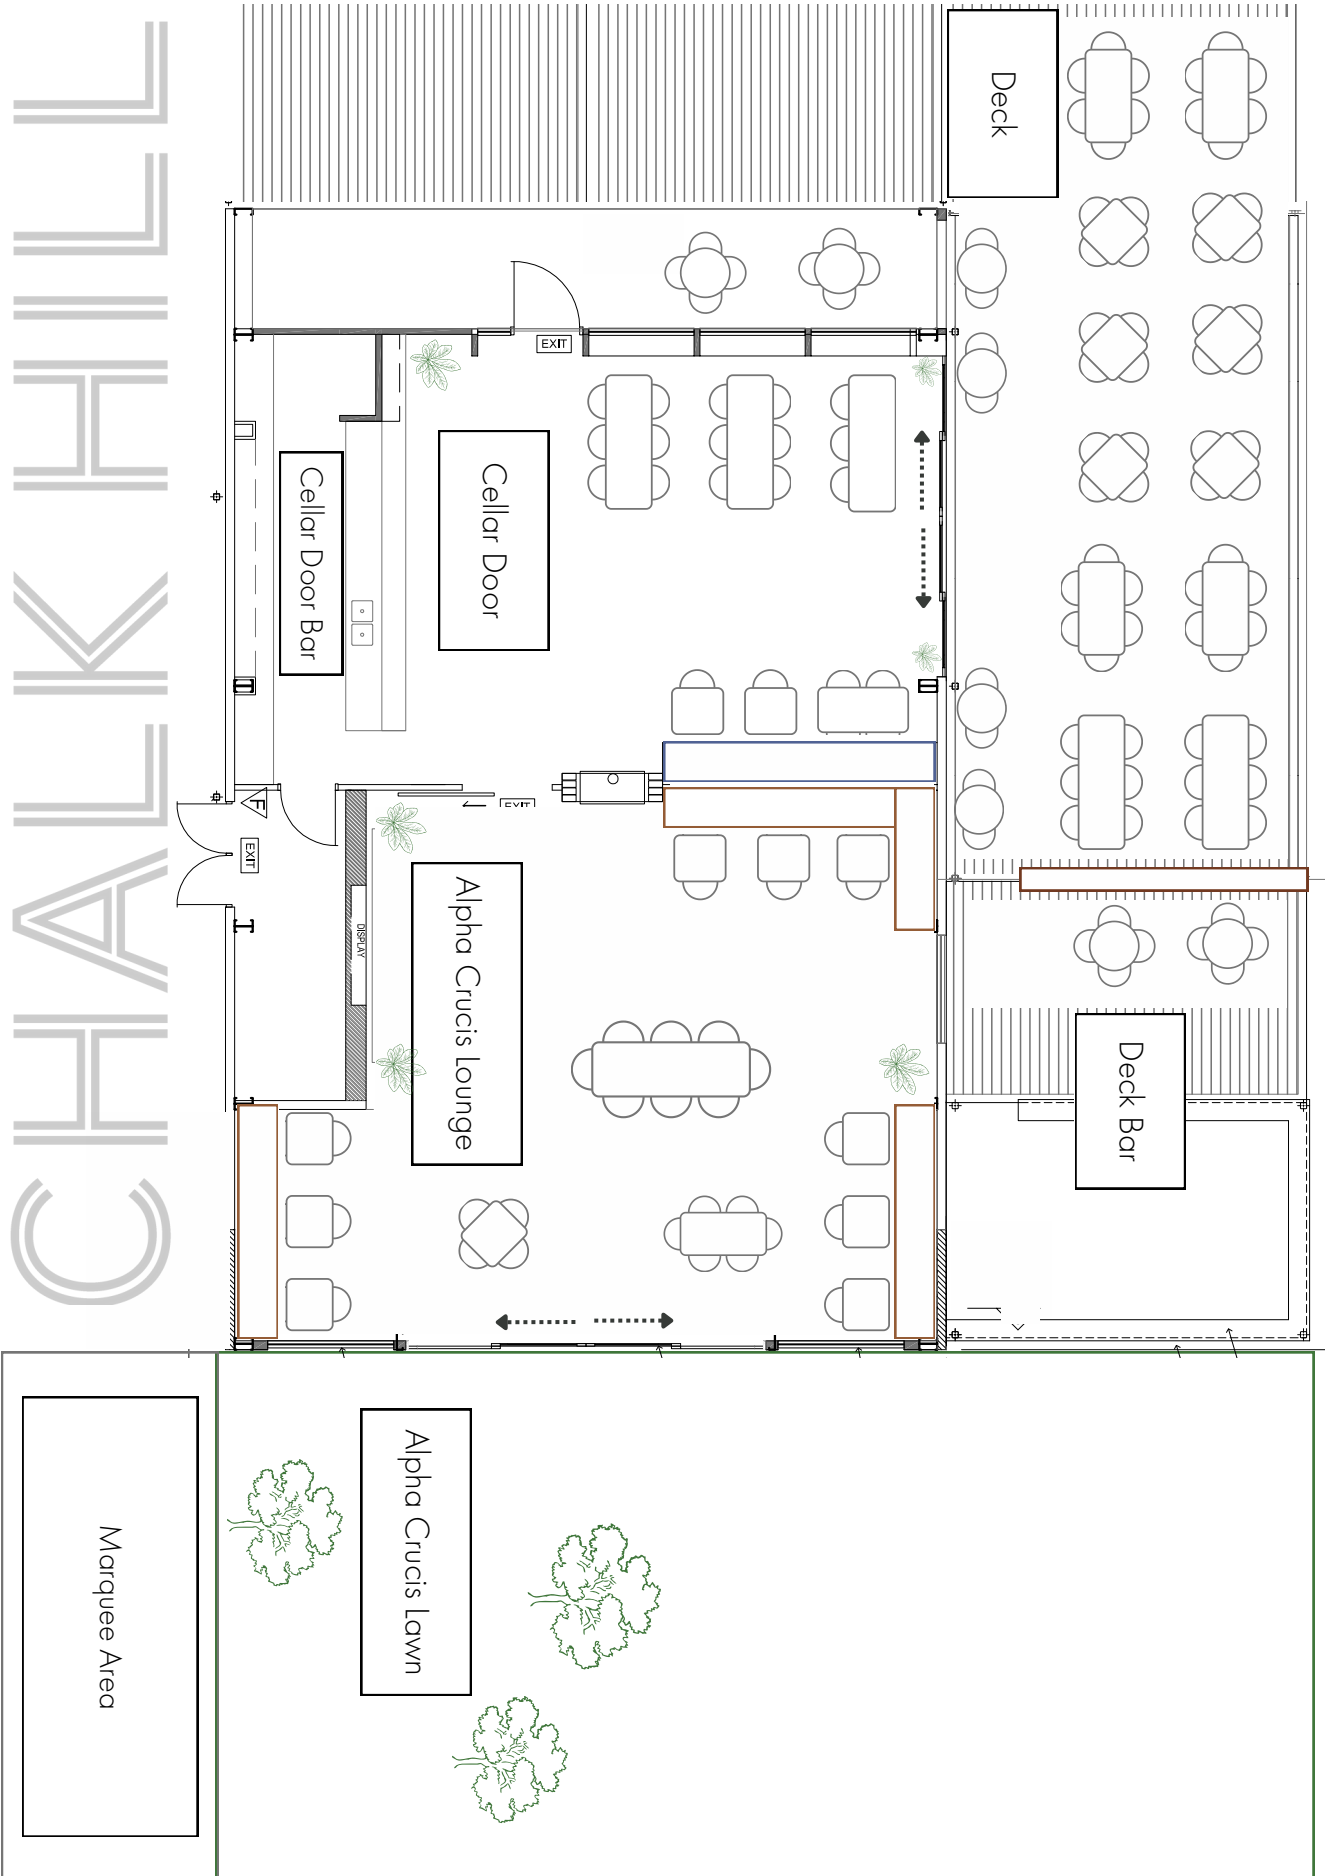 CHALK HILL
Deck
EXIT
Cellar Door Bar
Cellar Door
EXIT
F
EXIT
DISPLAY
Alpha Crucis Lounge
Deck Bar
Alpha Crucis Lawn
Marquee Area